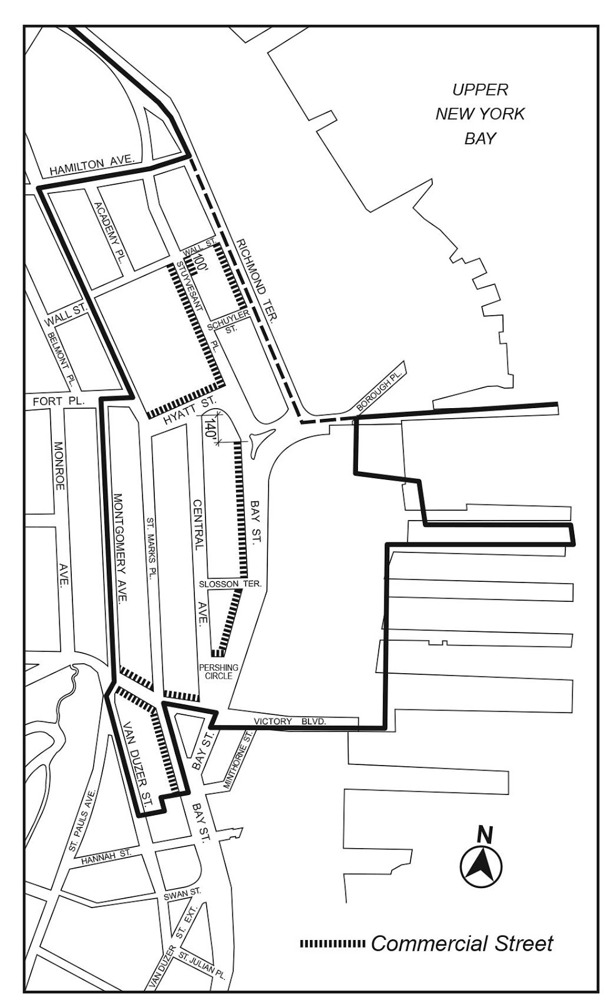 UPPER
NEW YORK
BAY
HAMILTON AVE.
ACADEMY PL.
WALL ST.
100'
RICHMOND TER.
STUYVESANT
PL.
SCHUYLER
ST.
WALL ST.
BELMONT PL.
FORT PL.
HYATT ST.
BOROUGH PL.
140'
MONROE
AVE.
MONTGOMERY AVE.
ST. MARKS PL.
CENTRAL
AVE.
BAY ST.
SLOSSON TER.
PERSHING
CIRCLE
VICTORY BLVD.
VAN DUZER ST.
BAY ST.
MINTHORNE ST.
ST. PAULS AVE.
BAY ST.
HANNAH ST.
SWAN ST.
VAN DUZER ST. EXT.
ST. JULIAN PL.
N
Commercial Street